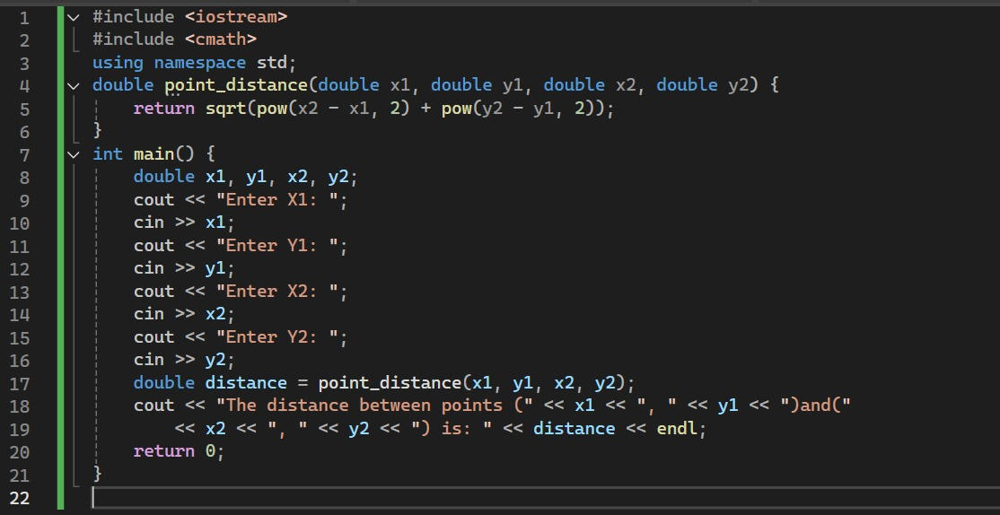 1 #include <iostream>
2 #include <cmath>
3 using namespace std;
4 double point_distance(double x1, double y1, double x2, double y2) {
5     return sqrt(pow(x2 - x1, 2) + pow(y2 - y1, 2));
6 }
7 int main() {
8     double x1, y1, x2, y2;
9     cout << "Enter X1: ";
10     cin >> x1;
11     cout << "Enter Y1: ";
12     cin >> y1;
13     cout << "Enter X2: ";
14     cin >> x2;
15     cout << "Enter Y2: ";
16     cin >> y2;
17     double distance = point_distance(x1, y1, x2, y2);
18     cout << "The distance between points (" << x1 << ", " << y1 << ")and("
19         << x2 << ", " << y2 << ") is: " << distance << endl;
20     return 0;
21 }
22